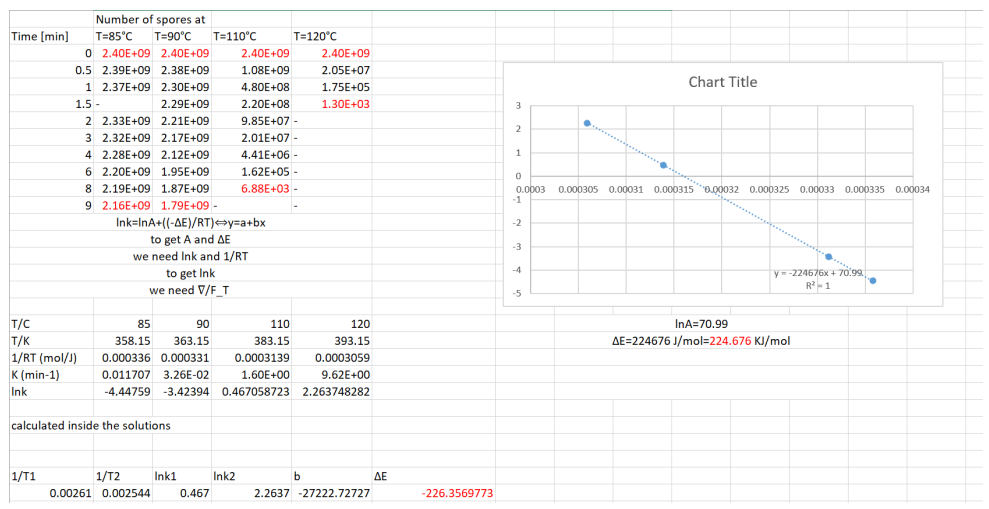 Number of spores at
Time [min] T=85°C T=90°C T=110°C T=120°C
0 2.40E+09 2.40E+09 2.40E+09 2.40E+09
0.5 2.39E+09 2.38E+09 1.08E+09 2.05E+07
1 2.37E+09 2.30E+09 4.80E+08 1.75E+05
1.5 - 2.29E+09 2.20E+08 1.30E+03
2 2.33E+09 2.21E+09 9.85E+07 -
3 2.32E+09 2.17E+09 2.01E+07 -
4 2.28E+09 2.12E+09 4.41E+06 -
6 2.20E+09 1.95E+09 1.62E+05 -
8 2.19E+09 1.87E+09 6.88E+03 -
9 2.16E+09 1.79E+09 - -
lnk=lnA+((-ΔE)/RT)⇔y=a+bx
to get A and ΔE
we need lnk and 1/RT
to get lnk
we need ∇/F_T
Chart Title
3
2
1
0
-1
-2
-3
-4
-5
0.0003 0.000305 0.00031 0.000315 0.00032 0.000325 0.00033 0.000335 0.00034
y = -224676x + 70.99
R² = 1
T/C 85 90 110 120
T/K 358.15 363.15 383.15 393.15
1/RT (mol/J) 0.000336 0.000331 0.0003139 0.0003059
K (min-1) 0.011707 3.26E-02 1.60E+00 9.62E+00
lnk -4.44759 -3.42394 0.467058723 2.263748282
lnA=70.99
ΔE=224676 J/mol=224.676 KJ/mol
calculated inside the solutions
1/T1 1/T2 lnk1 lnk2 b ΔE
0.00261 0.002544 0.467 2.2637 -27222.72727 -226.3569773